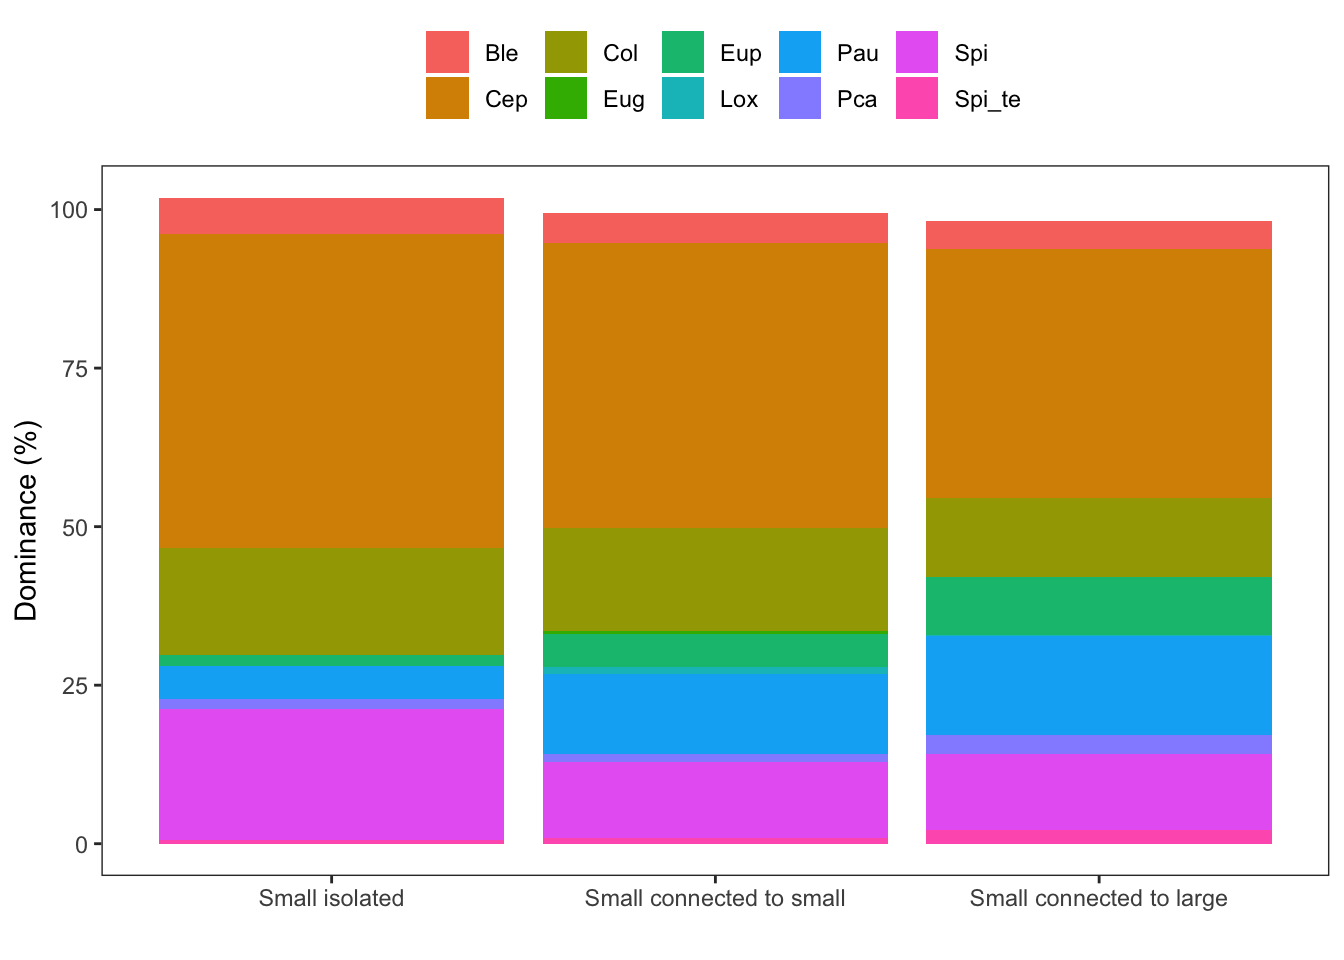 Ble Col Eup Pau Spi
Cep Eug Lox Pca Spi_te
Dominance (%)
100
75
50
25
0
Small isolated Small connected to small Small connected to large